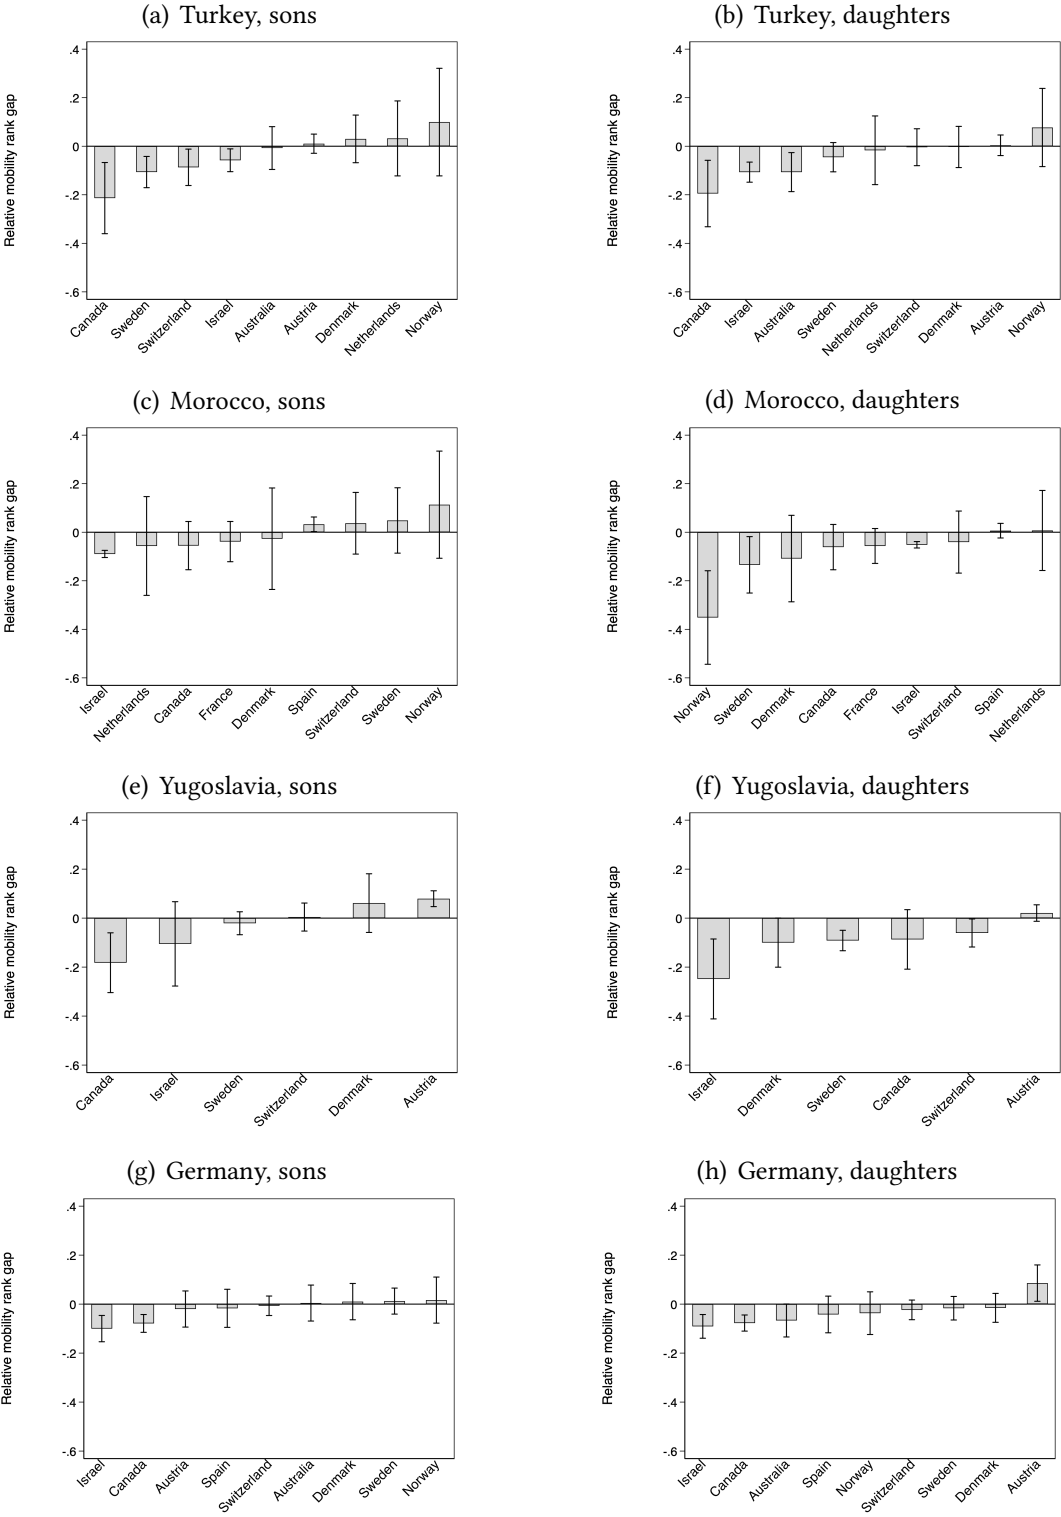 (a) Turkey, sons
Relative mobility rank gap
.4
.2
0
-.2
-.4
-.6
Canada
Sweden
Switzerland
Israel
Australia
Austria
Denmark
Netherlands
Norway
(b) Turkey, daughters
Relative mobility rank gap
.4
.2
0
-.2
-.4
-.6
Canada
Israel
Australia
Sweden
Netherlands
Switzerland
Denmark
Austria
Norway
(c) Morocco, sons
Relative mobility rank gap
.4
.2
0
-.2
-.4
-.6
Israel
Netherlands
Canada
France
Denmark
Spain
Switzerland
Sweden
Norway
(d) Morocco, daughters
Relative mobility rank gap
.4
.2
0
-.2
-.4
-.6
Norway
Sweden
Denmark
Canada
France
Israel
Switzerland
Spain
Netherlands
(e) Yugoslavia, sons
Relative mobility rank gap
.4
.2
0
-.2
-.4
-.6
Canada
Israel
Sweden
Switzerland
Denmark
Austria
(f) Yugoslavia, daughters
Relative mobility rank gap
.4
.2
0
-.2
-.4
-.6
Israel
Denmark
Sweden
Canada
Switzerland
Austria
(g) Germany, sons
Relative mobility rank gap
.4
.2
0
-.2
-.4
-.6
Israel
Canada
Austria
Spain
Switzerland
Australia
Denmark
Sweden
Norway
(h) Germany, daughters
Relative mobility rank gap
.4
.2
0
-.2
-.4
-.6
Israel
Canada
Australia
Spain
Norway
Switzerland
Sweden
Denmark
Austria